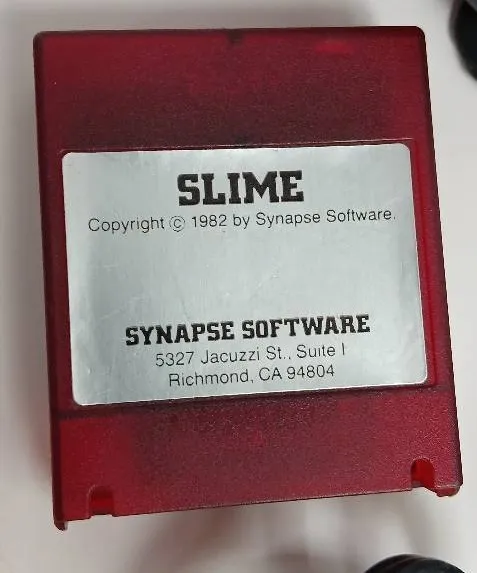 SLIME
Copyright © 1982 by Synapse Software.
SYNAPSE SOFTWARE
5327 Jacuzzi St., Suite I
Richmond, CA 94804